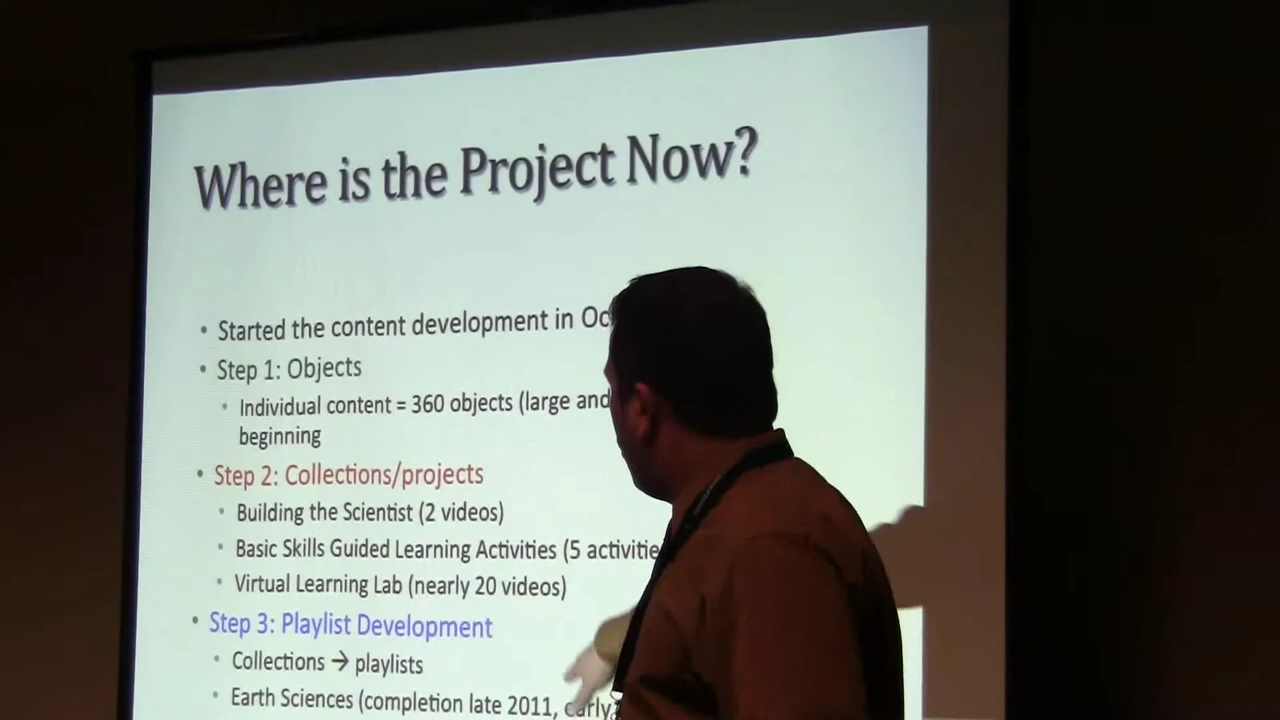 Where is the Project Now?
• Started the content development in Oc
• Step 1: Objects
• Individual content = 360 objects (large and
beginning
• Step 2: Collections/projects
• Building the Scientist (2 videos)
• Basic Skills Guided Learning Activities (5 activitie
• Virtual Learning Lab (nearly 20 videos)
• Step 3: Playlist Development
• Collections → playlists
• Earth Sciences (completion late 2011, early